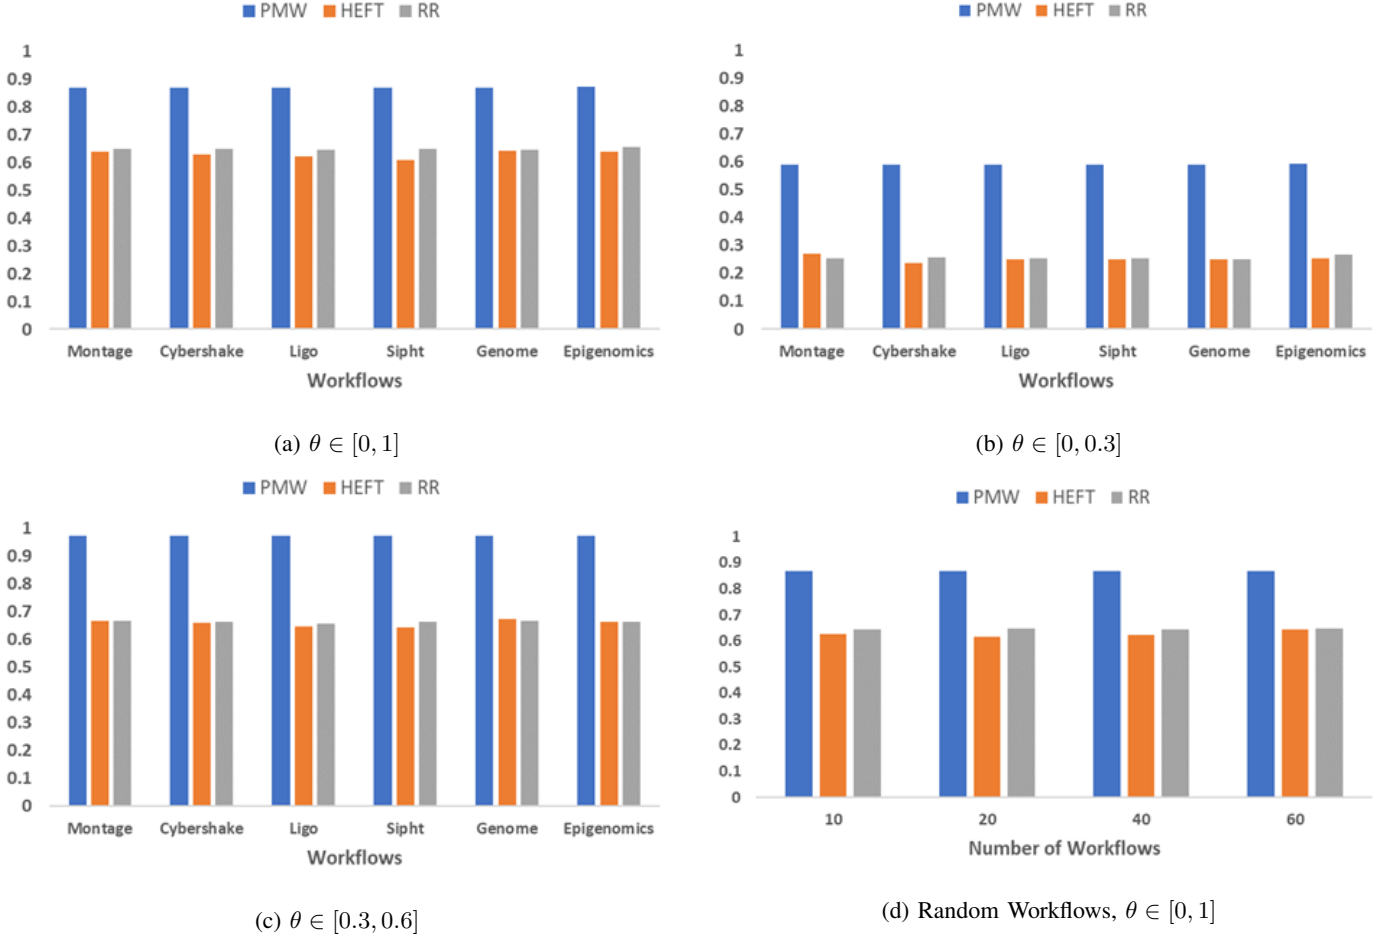 PMW HEFT RR
1
0.9
0.8
0.7
0.6
0.5
0.4
0.3
0.2
0.1
0
Montage Cybershake Ligo Sipht Genome Epigenomics
Workflows
(a) θ ∈ [0, 1]
PMW HEFT RR
1
0.9
0.8
0.7
0.6
0.5
0.4
0.3
0.2
0.1
0
Montage Cybershake Ligo Sipht Genome Epigenomics
Workflows
(b) θ ∈ [0, 0.3]
PMW HEFT RR
1
0.9
0.8
0.7
0.6
0.5
0.4
0.3
0.2
0.1
0
Montage Cybershake Ligo Sipht Genome Epigenomics
Workflows
(c) θ ∈ [0.3, 0.6]
PMW HEFT RR
1
0.9
0.8
0.7
0.6
0.5
0.4
0.3
0.2
0.1
0
10 20 40 60
Number of Workflows
(d) Random Workflows, θ ∈ [0, 1]